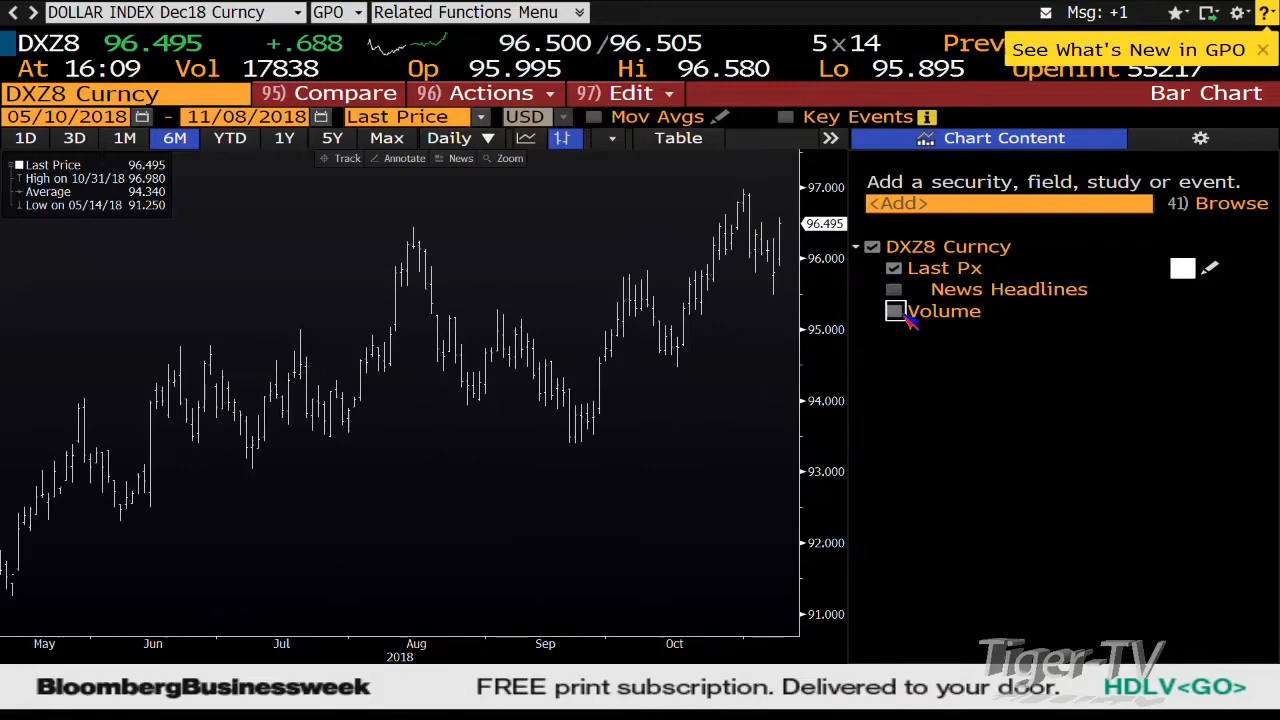 DOLLAR INDEX Dec18 Curncy GPO Related Functions Menu Msg: +1 ?
DXZ8 96.495 +.688 96.500 /96.505 5x14 Prev
See What's New in GPO ×
At 16:09 Vol 17838 Op 95.995 Hi 96.580 Lo 95.895 OpenInt 55217
DXZ8 Curncy 95) Compare 96) Actions 97) Edit Bar Chart
05/10/2018 - 11/08/2018 Last Price USD Mov Avgs Key Events i
1D 3D 1M 6M YTD 1Y 5Y Max Daily ▼ Table >> Chart Content
Track Annotate News Zoom
Last Price 96.495
High on 10/31/18 96.980
Average 94.340
Low on 05/14/18 91.250
97.000
96.495
96.000
95.000
94.000
93.000
92.000
91.000
May Jun Jul Aug Sep Oct
2018
Add a security, field, study or event.
<Add> 41) Browse
DXZ8 Curncy
Last Px
News Headlines
Volume
Tiger-TV
BloombergBusinessweek FREE print subscription. Delivered to your door. HDLV<GO>